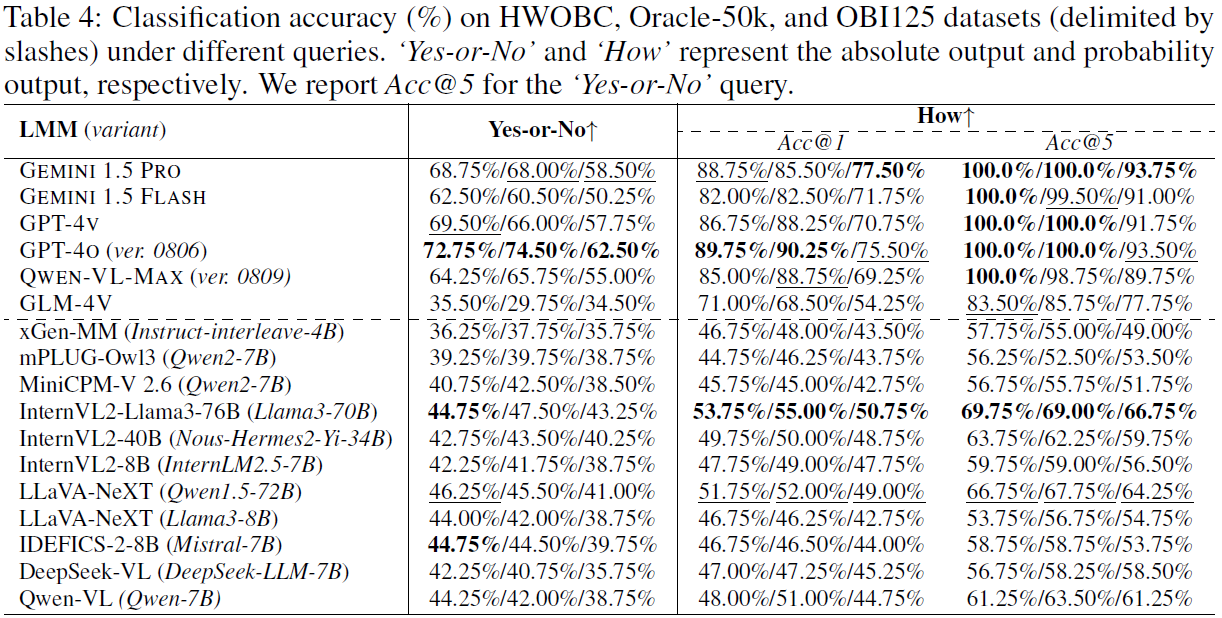 Table 4: Classification accuracy (%) on HWOBC, Oracle-50k, and OBI125 datasets (delimited by
slashes) under different queries. ‘Yes-or-No’ and ‘How’ represent the absolute output and probability
output, respectively. We report Acc@5 for the ‘Yes-or-No’ query.
LMM (variant) Yes-or-No↑ How↑
Acc@1 Acc@5
GEMINI 1.5 PRO 68.75%/68.00%/58.50% 88.75%/85.50%/77.50% 100.0%/100.0%/93.75%
GEMINI 1.5 FLASH 62.50%/60.50%/50.25% 82.00%/82.50%/71.75% 100.0%/99.50%/91.00%
GPT-4V 69.50%/66.00%/57.75% 86.75%/88.25%/70.75% 100.0%/100.0%/91.75%
GPT-4O (ver. 0806) 72.75%/74.50%/62.50% 89.75%/90.25%/75.50% 100.0%/100.0%/93.50%
QWEN-VL-MAX (ver. 0809) 64.25%/65.75%/55.00% 85.00%/88.75%/69.25% 100.0%/98.75%/89.75%
GLM-4V 35.50%/29.75%/34.50% 71.00%/68.50%/54.25% 83.50%/85.75%/77.75%
xGen-MM (Instruct-interleave-4B) 36.25%/37.75%/35.75% 46.75%/48.00%/43.50% 57.75%/55.00%/49.00%
mPLUG-Owl3 (Qwen2-7B) 39.25%/39.75%/38.75% 44.75%/46.25%/43.75% 56.25%/52.50%/53.50%
MiniCPM-V 2.6 (Qwen2-7B) 40.75%/42.50%/38.50% 45.75%/45.00%/42.75% 56.75%/55.75%/51.75%
InternVL2-Llama3-76B (Llama3-70B) 44.75%/47.50%/43.25% 53.75%/55.00%/50.75% 69.75%/69.00%/66.75%
InternVL2-40B (Nous-Hermes2-Yi-34B) 42.75%/43.50%/40.25% 49.75%/50.00%/48.75% 63.75%/62.25%/59.75%
InternVL2-8B (InternLM2.5-7B) 42.25%/41.75%/38.75% 47.75%/49.00%/47.75% 59.75%/59.00%/56.50%
LLaVA-NeXT (Qwen1.5-72B) 46.25%/45.50%/41.00% 51.75%/52.00%/49.00% 66.75%/67.75%/64.25%
LLaVA-NeXT (Llama3-8B) 44.00%/42.00%/38.75% 46.75%/46.25%/42.75% 53.75%/56.75%/54.75%
IDEFICS-2-8B (Mistral-7B) 44.75%/44.50%/39.75% 46.75%/46.50%/44.00% 58.75%/58.75%/53.75%
DeepSeek-VL (DeepSeek-LLM-7B) 42.25%/40.75%/35.75% 47.00%/47.25%/45.25% 56.75%/58.25%/58.50%
Qwen-VL (Qwen-7B) 44.25%/42.00%/38.75% 48.00%/51.00%/44.75% 61.25%/63.50%/61.25%